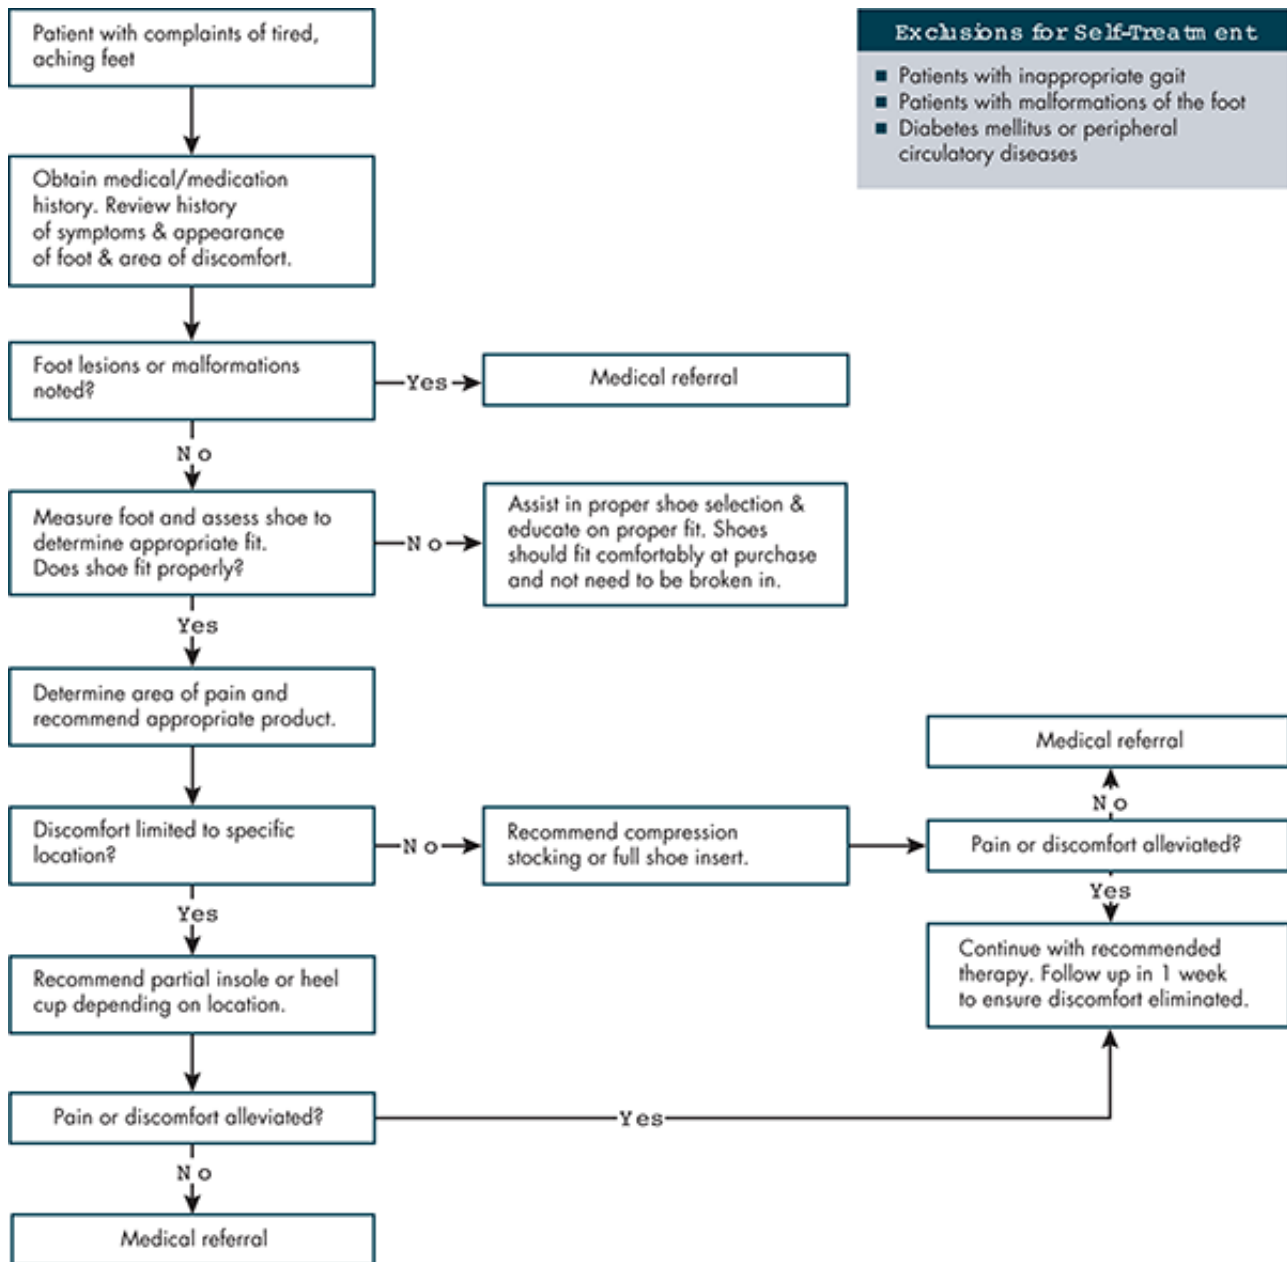 Patient with complaints of tired,
aching feet
Exclusions for Self-Treatment
■ Patients with inappropriate gait
■ Patients with malformations of the foot
■ Diabetes mellitus or peripheral
circulatory diseases
Obtain medical/medication
history. Review history
of symptoms & appearance
of foot & area of discomfort.
Foot lesions or malformations
noted?
Yes
Medical referral
No
Measure foot and assess shoe to
determine appropriate fit.
Does shoe fit properly?
No
Assist in proper shoe selection &
educate on proper fit. Shoes
should fit comfortably at purchase
and not need to be broken in.
Yes
Determine area of pain and
recommend appropriate product.
Discomfort limited to specific
location?
No
Recommend compression
stocking or full shoe insert.
Pain or discomfort alleviated?
No
Medical referral
Yes
Continue with recommended
therapy. Follow up in 1 week
to ensure discomfort eliminated.
Yes
Recommend partial insole or heel
cup depending on location.
Pain or discomfort alleviated?
Yes
No
Medical referral